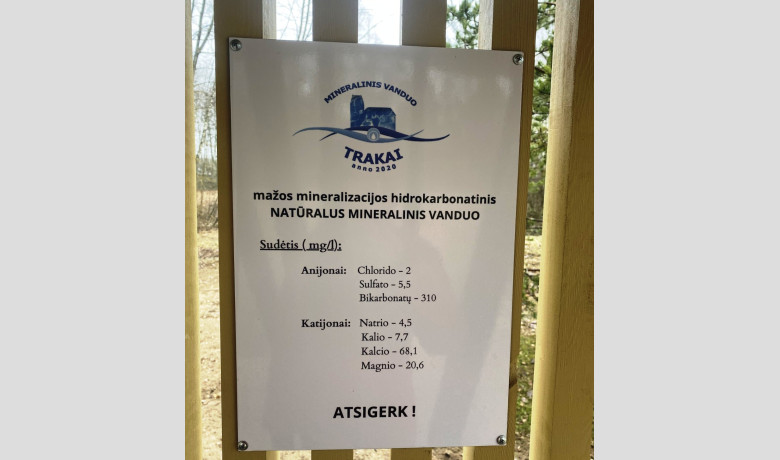 MINERALINIS VANDUO
TRAKAI
anno 2020
mažos mineralizacijos hidrokarbonatinis
NATŪRALUS MINERALINIS VANDUO
Sudėtis ( mg/l):
Anijonai: Chlorido - 2
Sulfato - 5,5
Bikarbonatų - 310
Katijonai: Natrio - 4,5
Kalio - 7,7
Kalcio - 68,1
Magnio - 20,6
ATSIGERK !